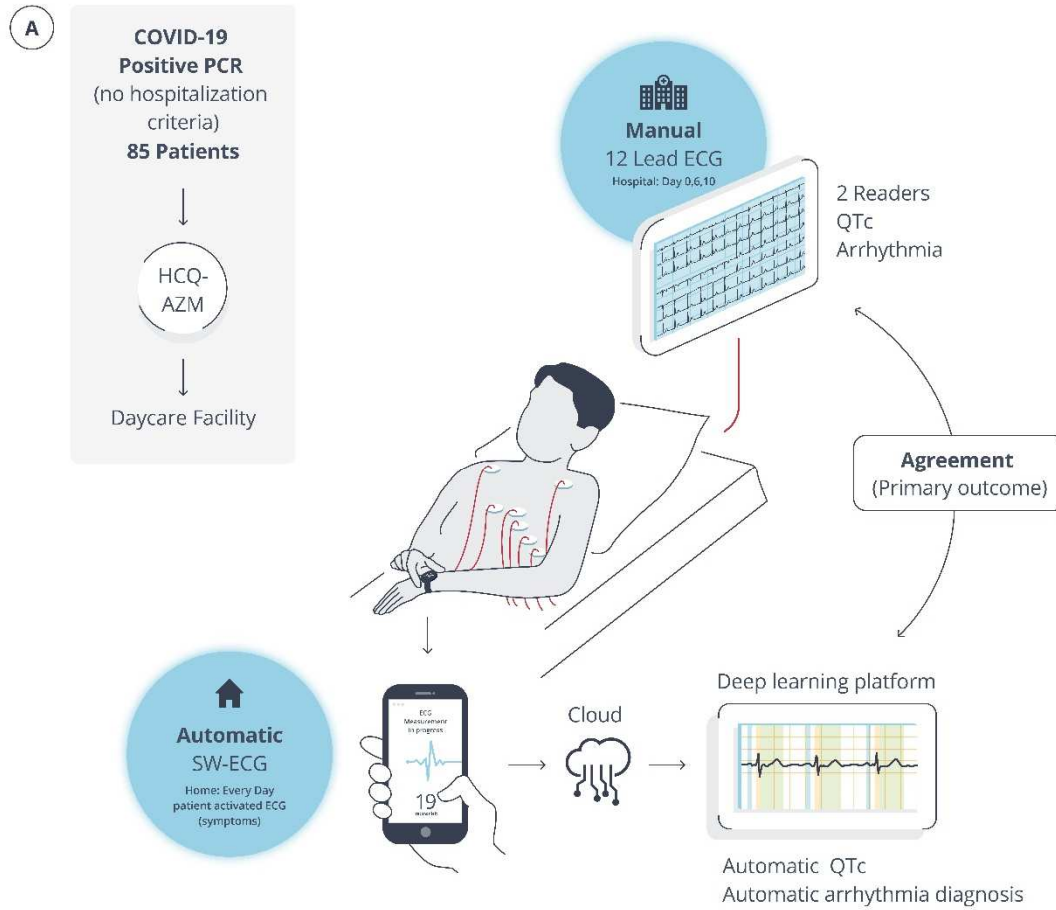 A
COVID-19
Positive PCR
(no hospitalization
criteria)
85 Patients
HCQ-
AZM
Daycare Facility
Manual
12 Lead ECG
Hospital: Day 0,6,10
2 Readers
QTc
Arrhythmia
Agreement
(Primary outcome)
Automatic
SW-ECG
Home: Every Day
patient activated ECG
(symptoms)
ECG
Measurement
in progress
19
Cloud
Deep learning platform
Automatic QTc
Automatic arrhythmia diagnosis